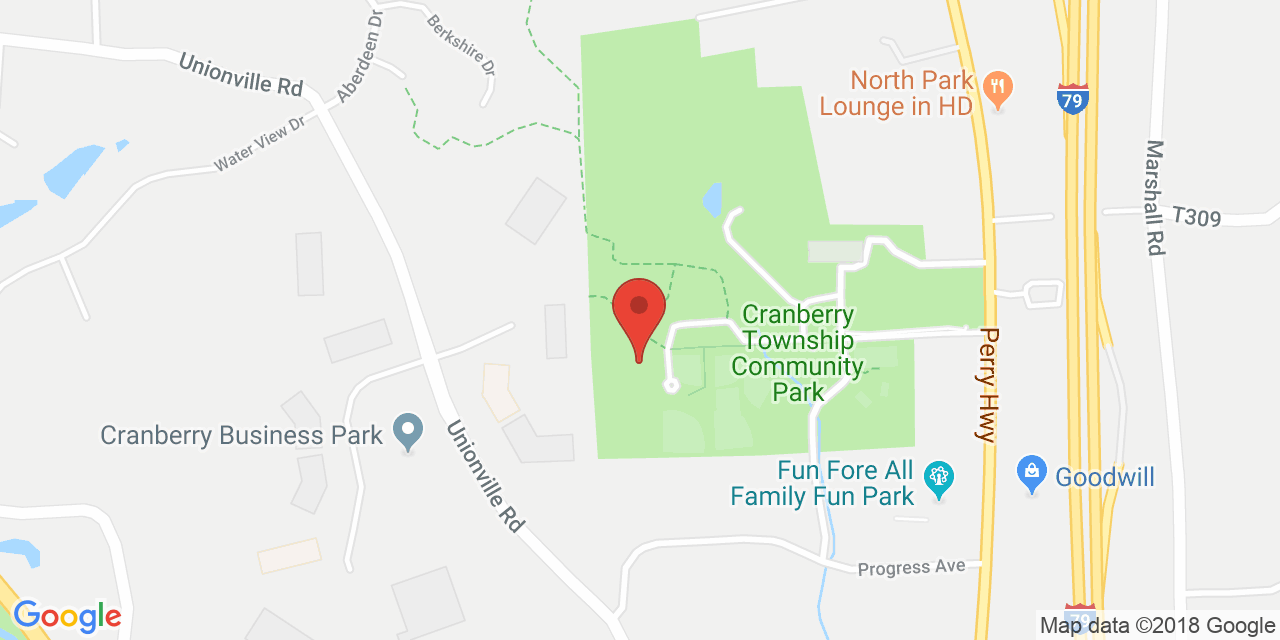 Berkshire Dr
Aberdeen Dr
Unionville Rd
Water View Dr
North Park
Lounge in HD
79
Marshall Rd
T309
Cranberry
Township
Community
Park
Perry Hwy
Cranberry Business Park
Unionville Rd
Fun Fore All
Family Fun Park
Goodwill
Progress Ave
Google
79
Map data ©2018 Google